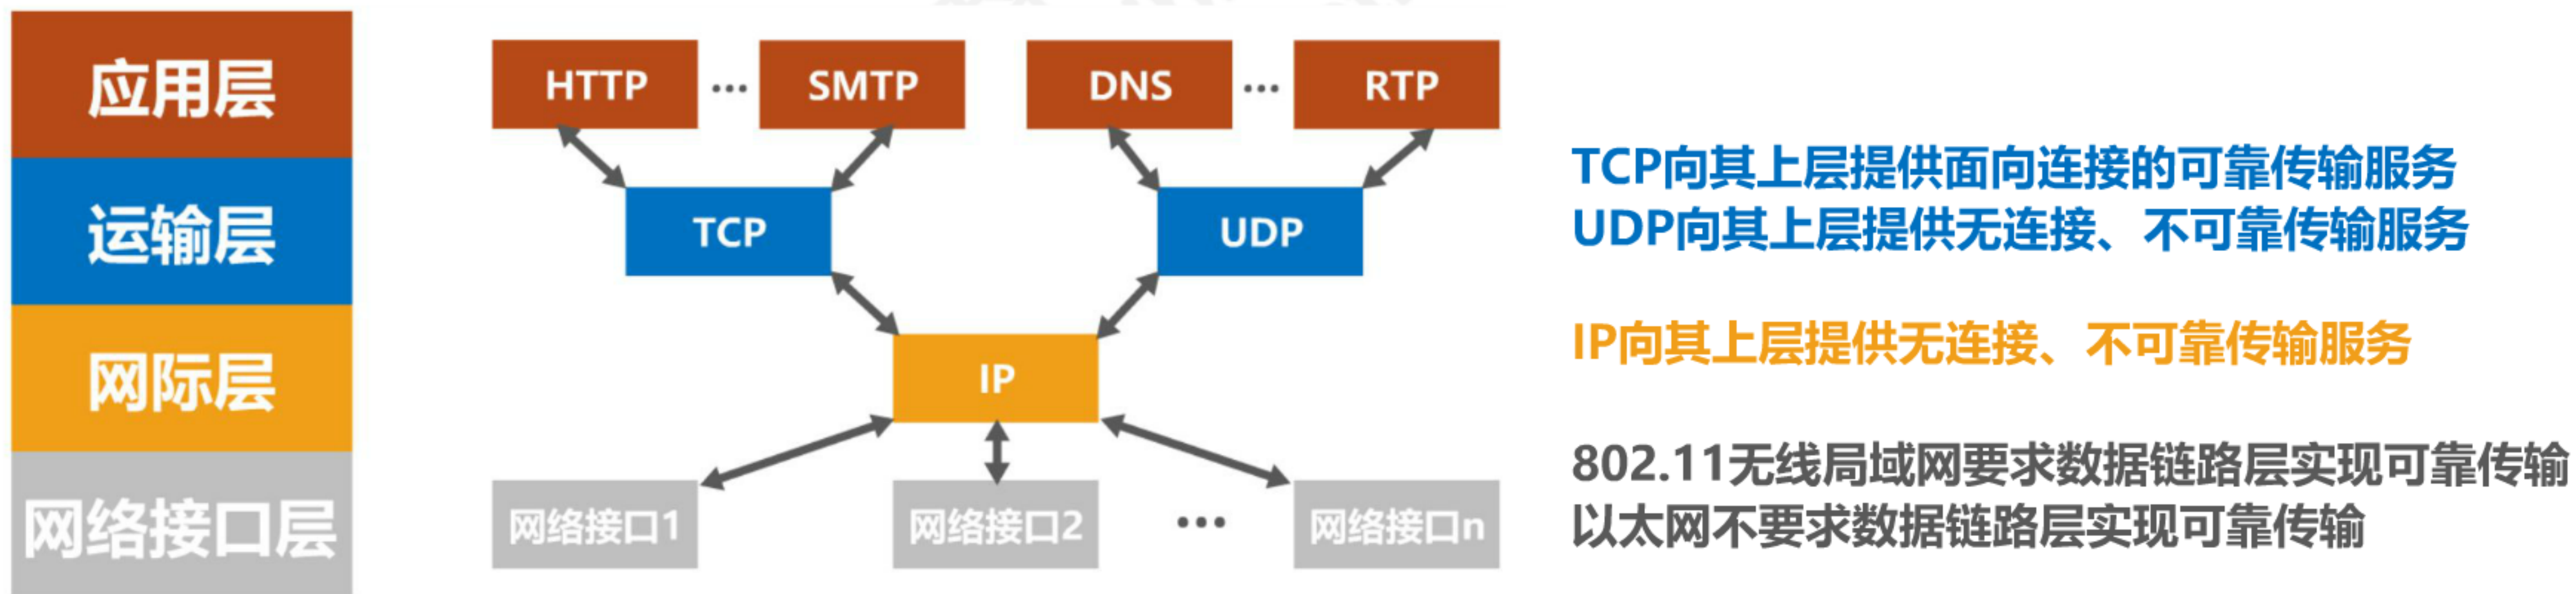 应用层
HTTP ... SMTP DNS ... RTP
TCP向其上层提供面向连接的可靠传输服务
运输层
TCP UDP
UDP向其上层提供无连接、不可靠传输服务
网际层
IP
IP向其上层提供无连接、不可靠传输服务
网络接口层
网络接口1 网络接口2 ... 网络接口n
802.11无线局域网要求数据链路层实现可靠传输
以太网不要求数据链路层实现可靠传输